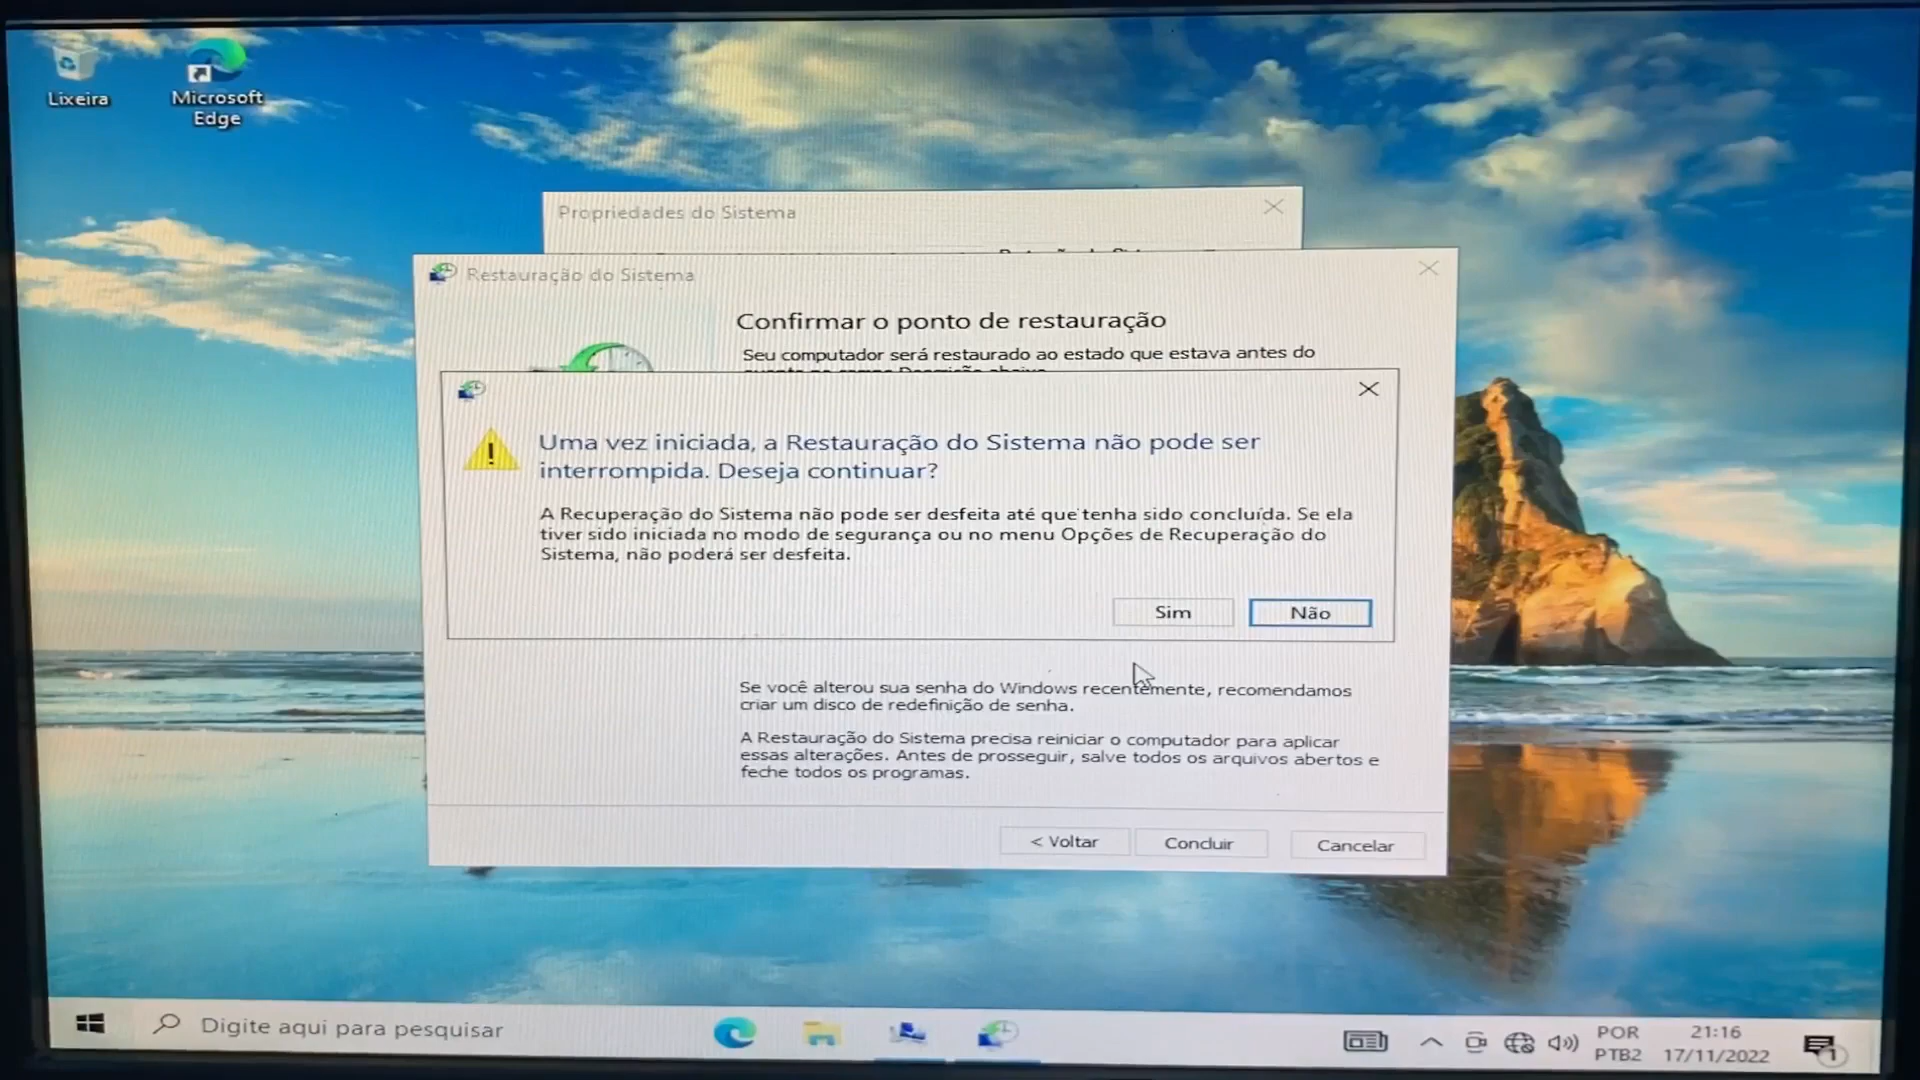 Lixeira
Microsoft
Edge
Propriedades do Sistema
Restauração do Sistema
Confirmar o ponto de restauração
Seu computador será restaurado ao estado que estava antes do
Uma vez iniciada, a Restauração do Sistema não pode ser
interrompida. Deseja continuar?
A Recuperação do Sistema não pode ser desfeita até que tenha sido concluída. Se ela
tiver sido iniciada no modo de segurança ou no menu Opções de Recuperação do
Sistema, não poderá ser desfeita.
Sim
Não
Se você alterou sua senha do Windows recentemente, recomendamos
criar um disco de redefinição de senha.
A Restauração do Sistema precisa reiniciar o computador para aplicar
essas alterações. Antes de prosseguir, salve todos os arquivos abertos e
feche todos os programas.
< Voltar
Concluir
Cancelar
Digite aqui para pesquisar
POR
PTB2
21:16
17/11/2022
1